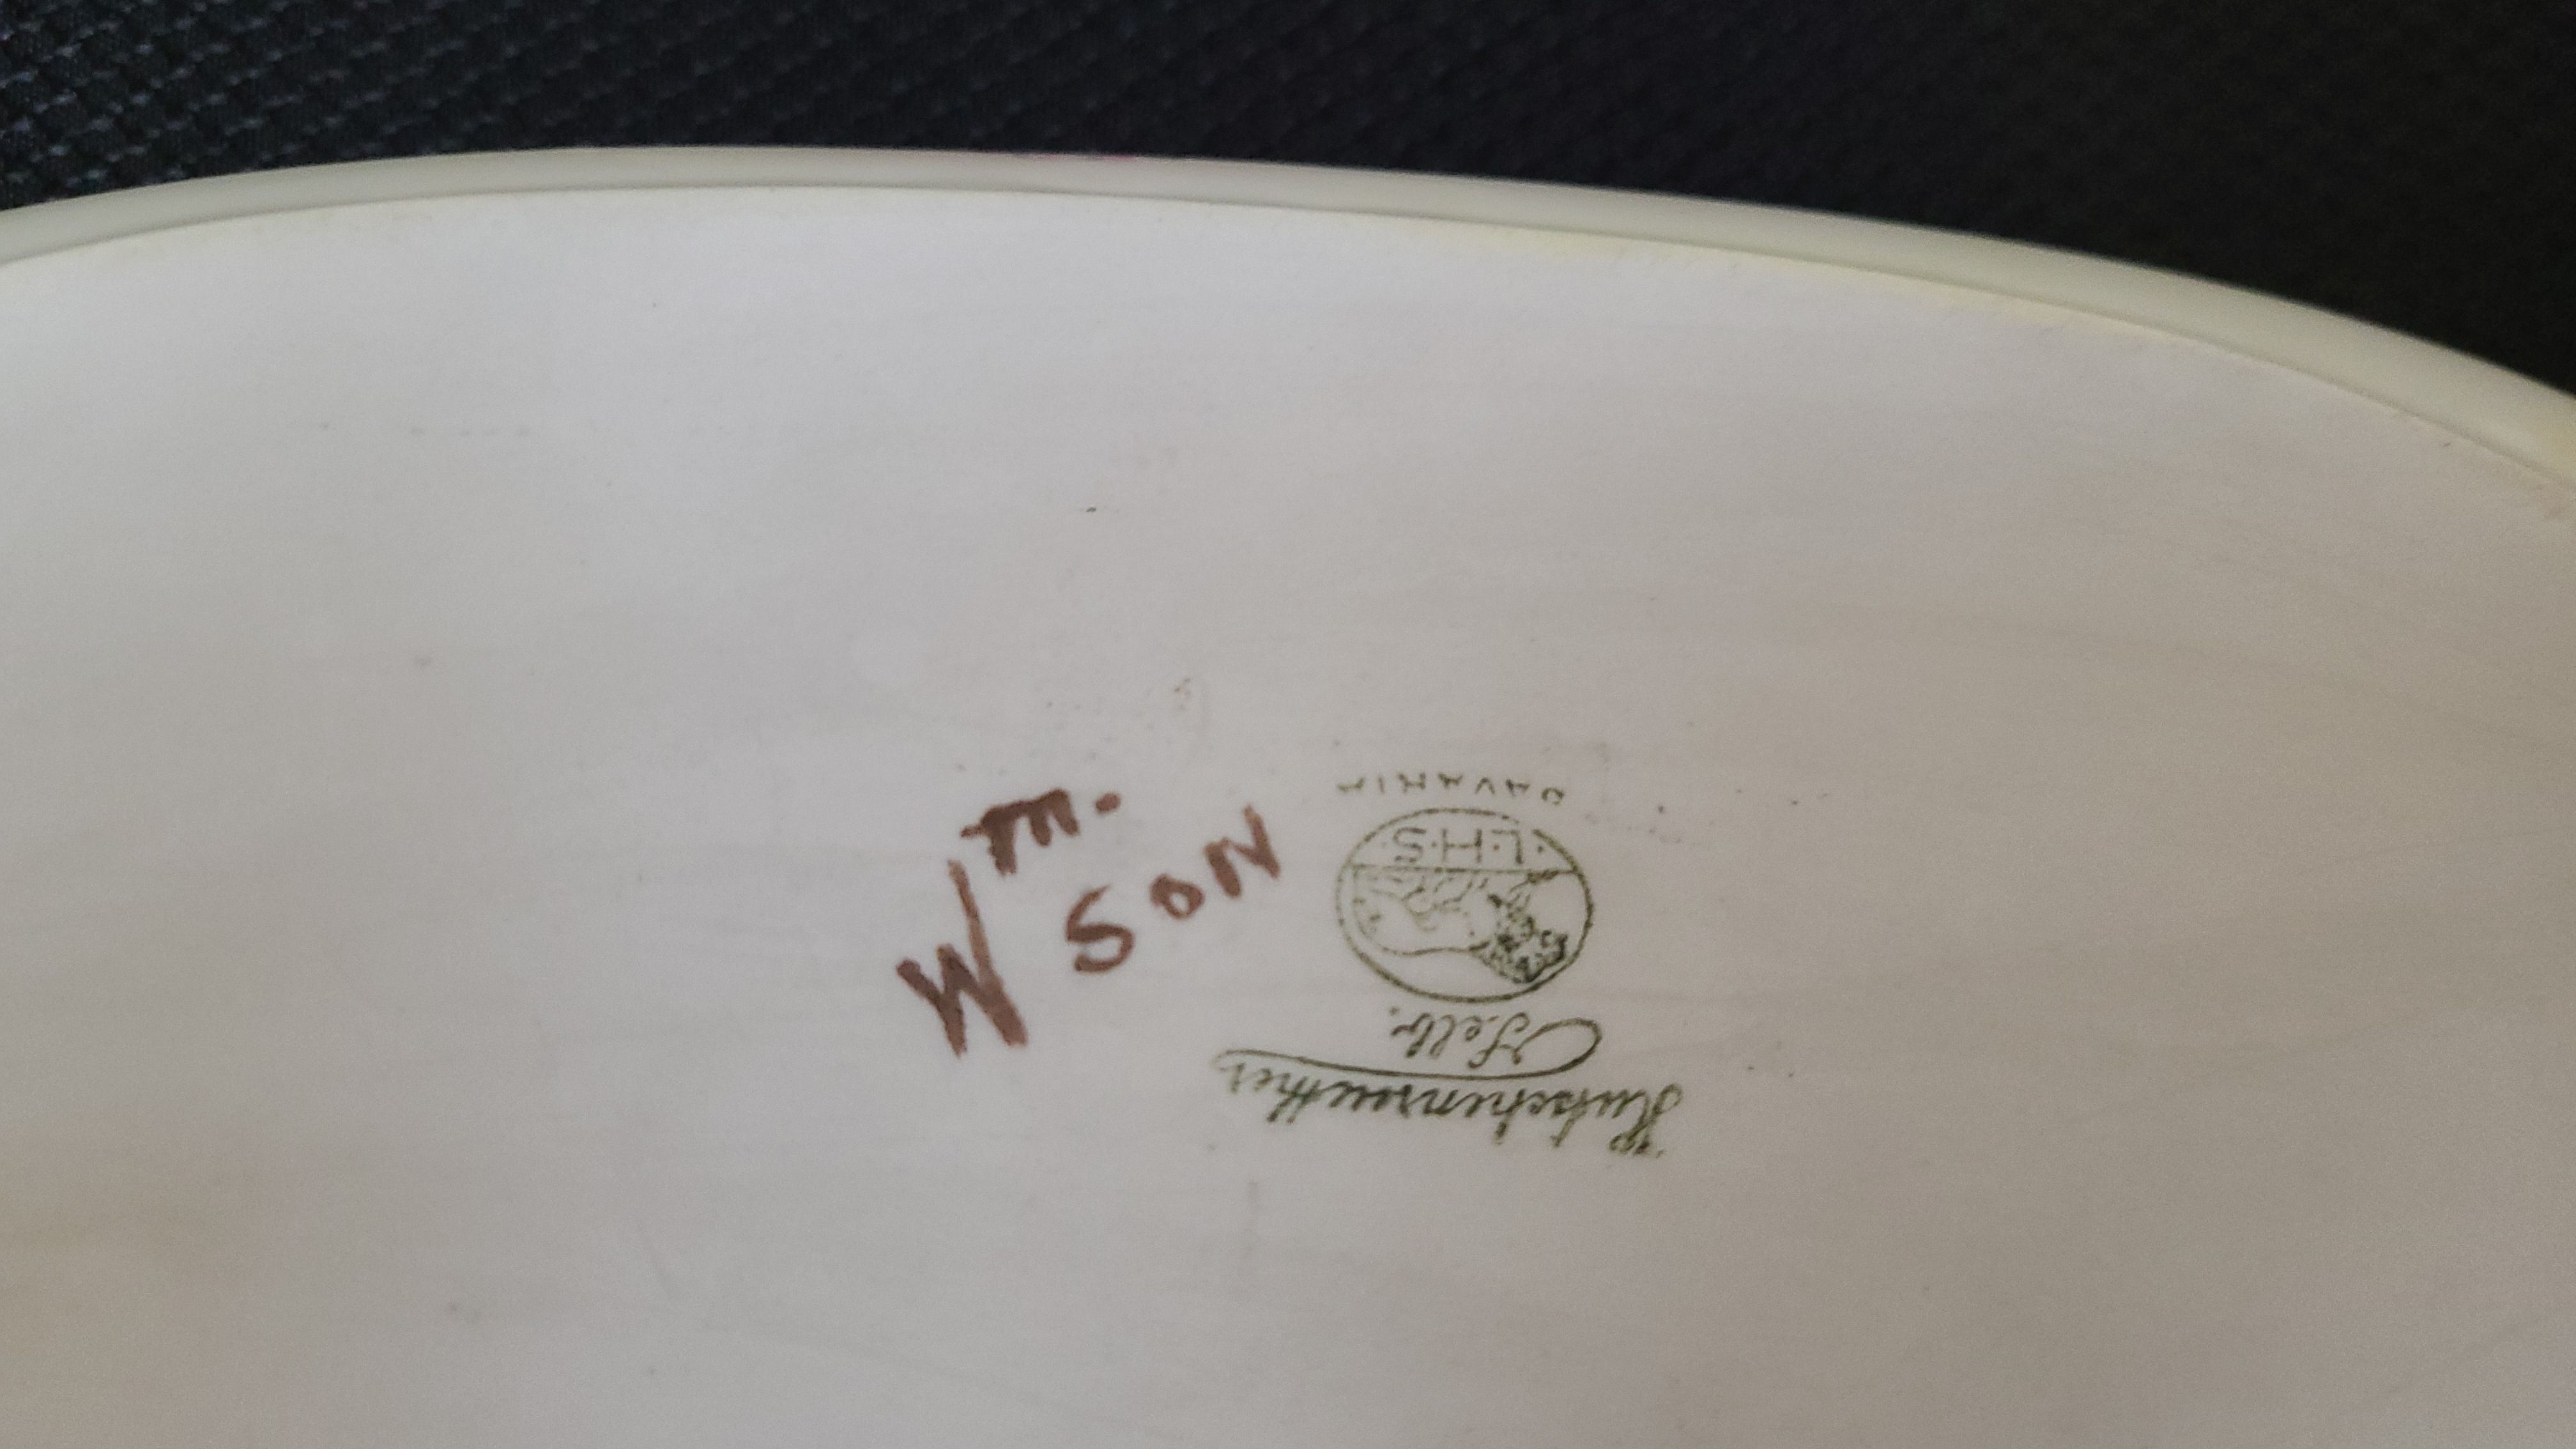 Wm.
SON
Hutschenreuther
Selb.
L·H·S
BAVARIA